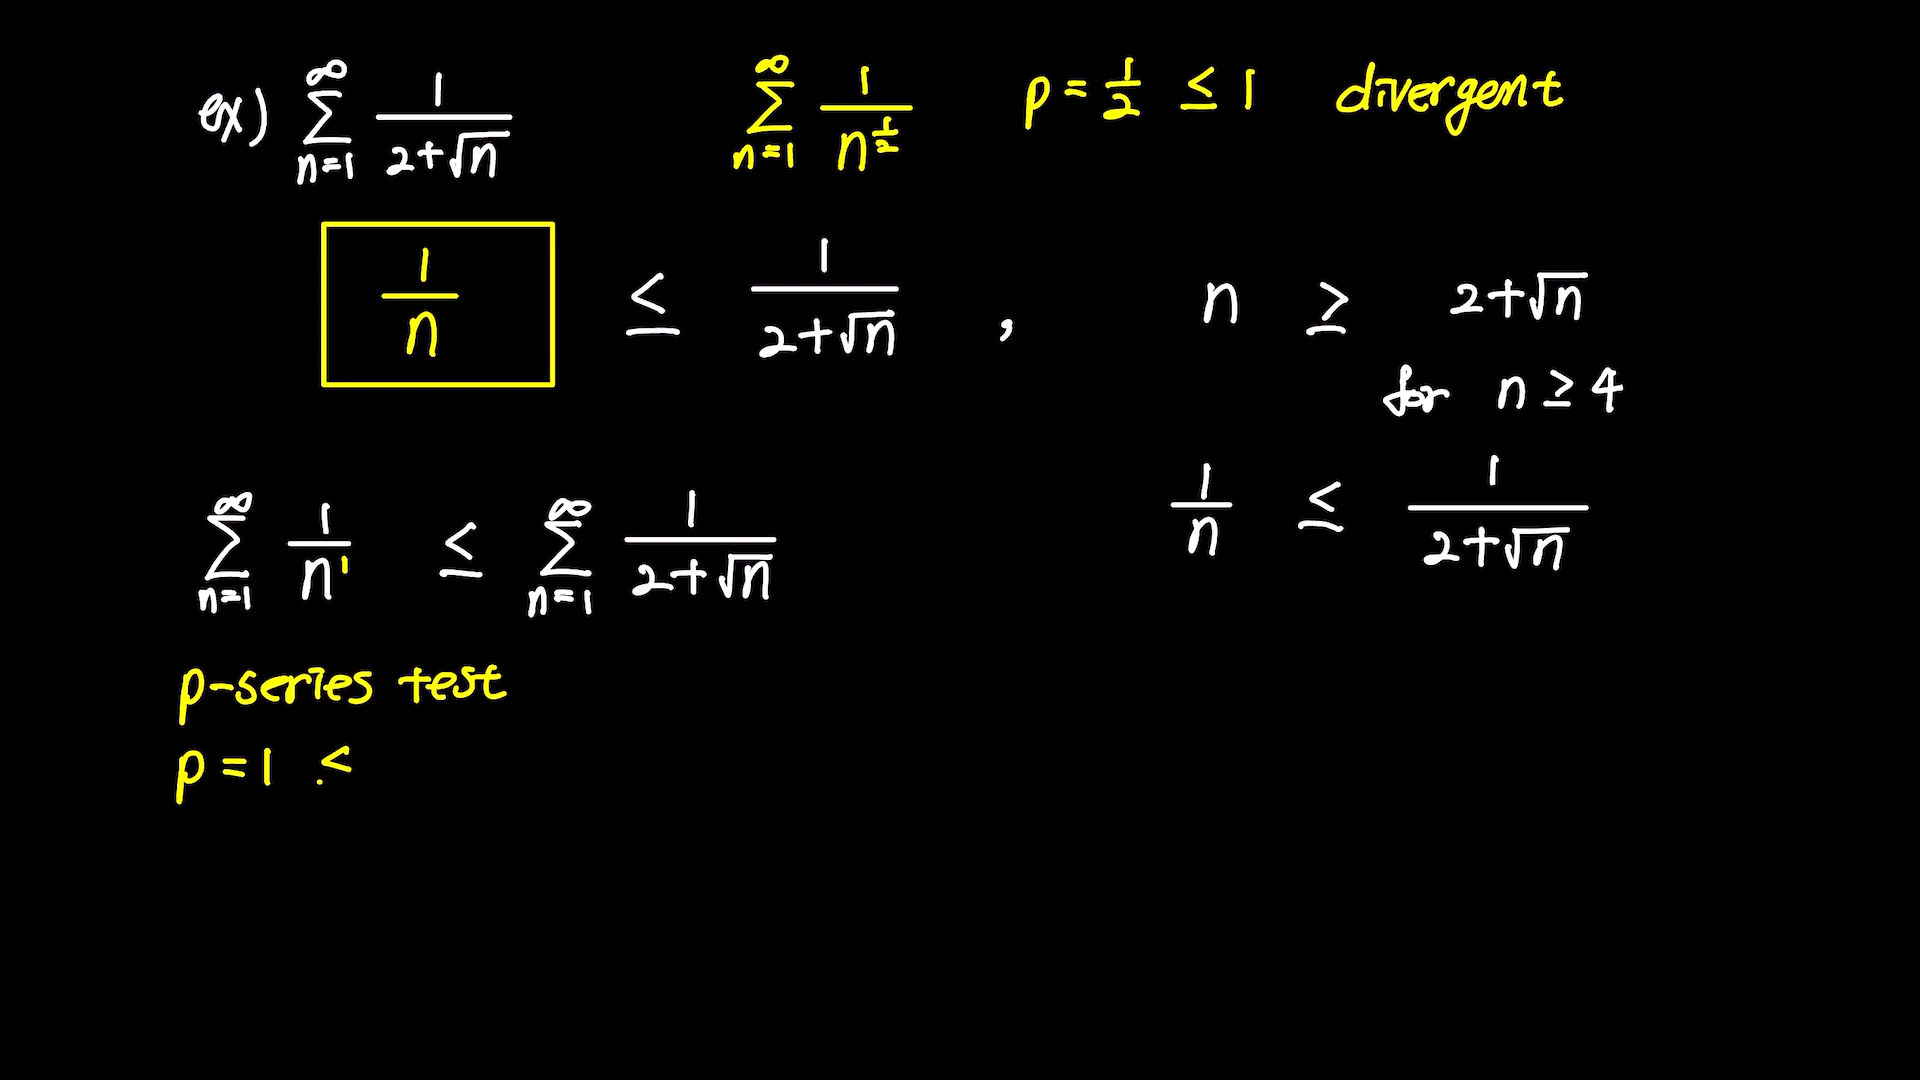 ex) ∑_{n=1}^{∞} 1/(2+√n)   ∑_{n=1}^{∞} 1/n^{1/2}   p = 1/2 ≤ 1   divergent
1/n ≤ 1/(2+√n) ,   n ≥ 2+√n
for n ≥ 4
∑_{n=1}^{∞} 1/n^1 ≤ ∑_{n=1}^{∞} 1/(2+√n)   1/n ≤ 1/(2+√n)
p-series test
p = 1 <